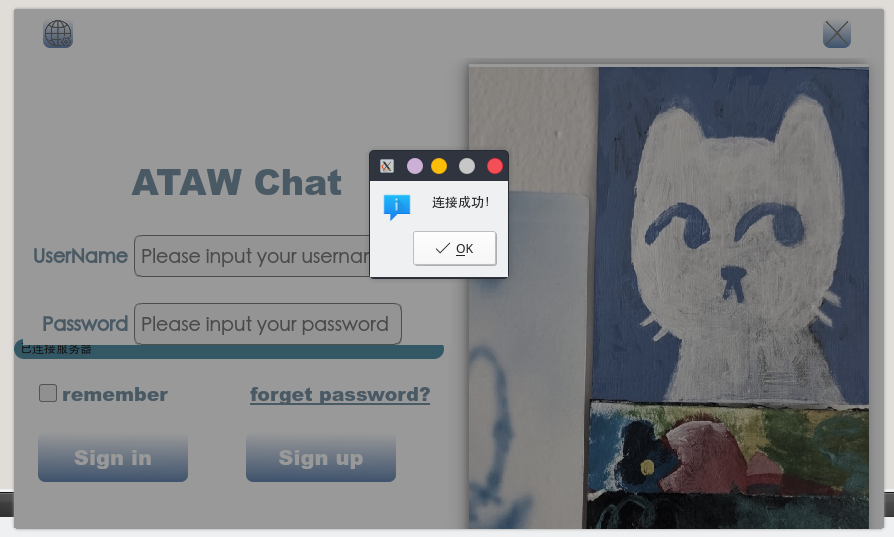 ATAW Chat
连接成功!
OK
UserName
Please input your usernar
Password
Please input your password
已连接服务器
remember
forget password?
Sign in
Sign up